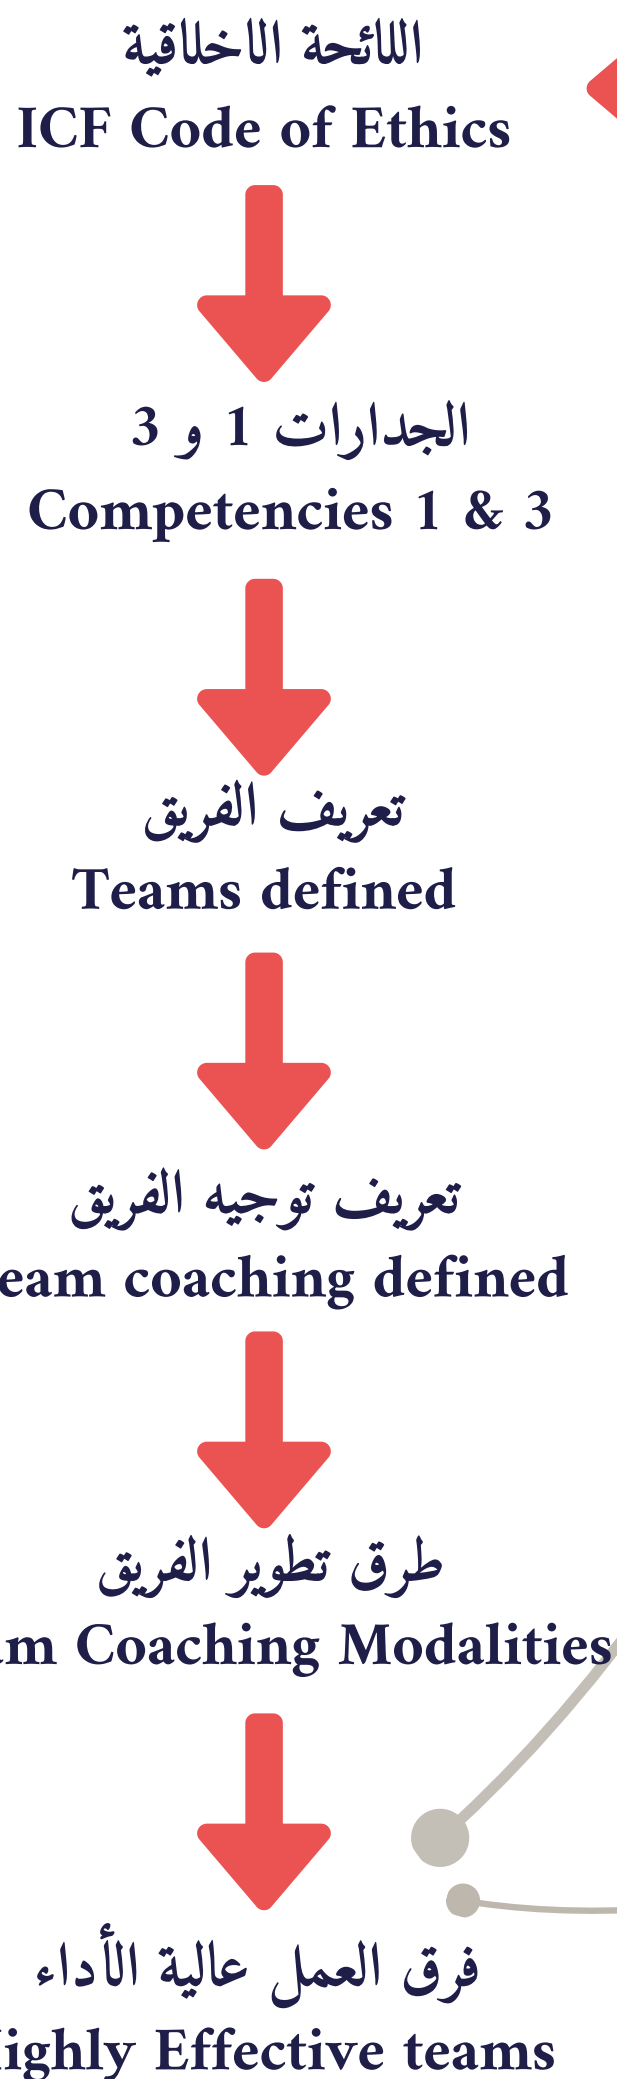 اللائحة الاخلاقية
ICF Code of Ethics
الجدارات 1 و 3
Competencies 1 & 3
تعريف الفريق
Teams defined
تعريف توجيه الفريق
eam coaching defined
طرق تطوير الفريق
am Coaching Modalities
فرق العمل عالية الأداء
ighly Effective teams